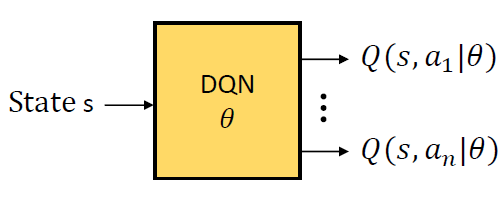 State s
DQN
θ
Q(s, a₁|θ)
⋮
Q(s, aₙ|θ)